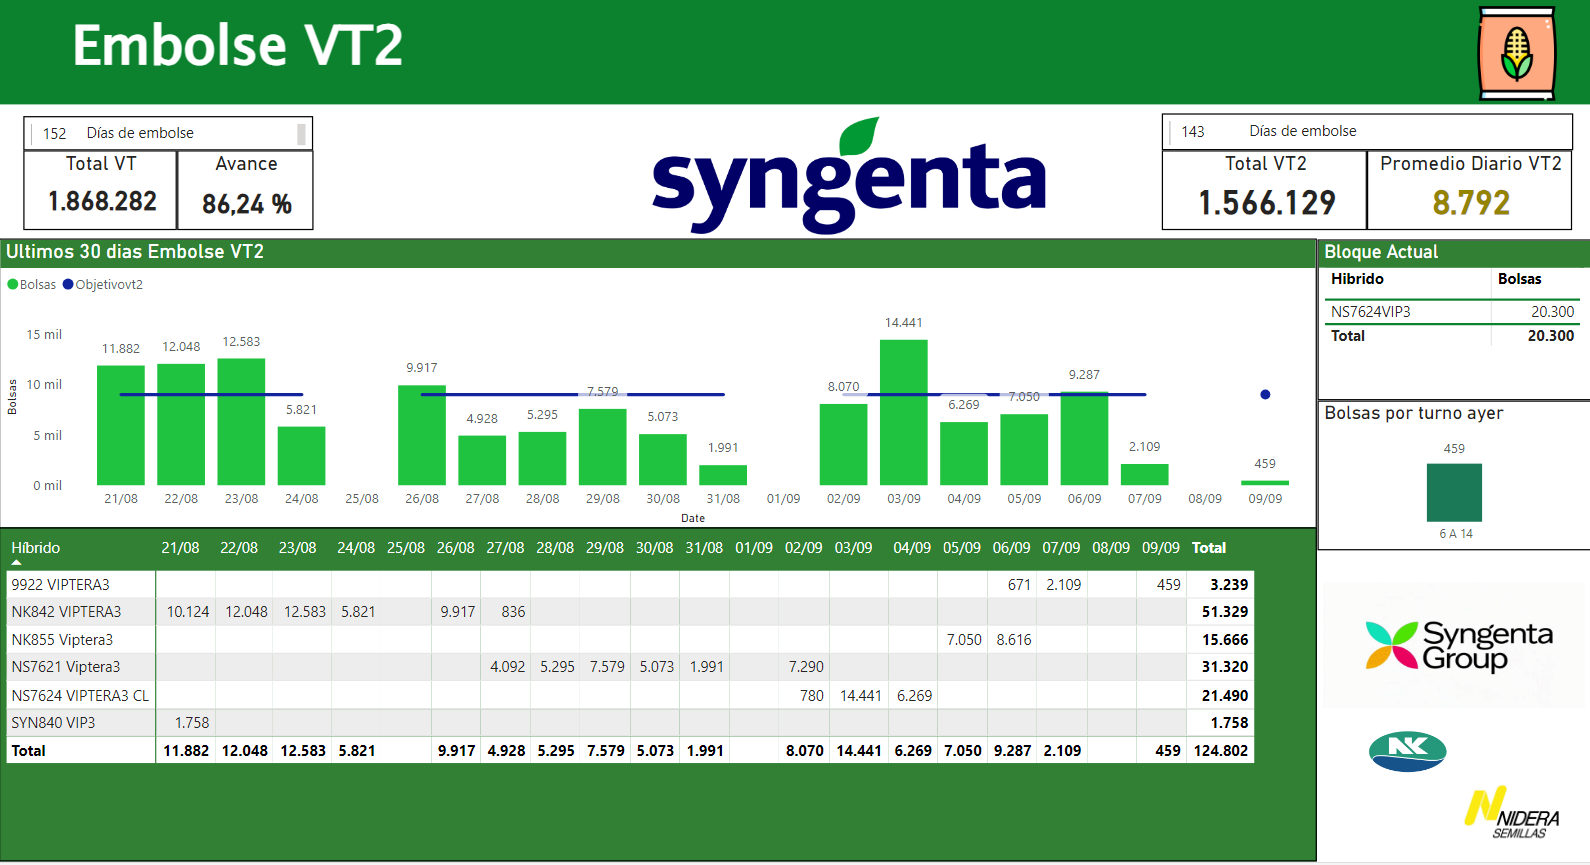 Embolse VT2
152 Días de embolse
Total VT Avance
1.868.282 86,24 %
syngenta
143 Días de embolse
Total VT2 Promedio Diario VT2
1.566.129 8.792
Ultimos 30 dias Embolse VT2
Bolsas Objetivovt2
15 mil
10 mil
5 mil
0 mil
Bolsas
11.882 12.048 12.583 5.821 9.917 4.928 5.295 7.579 5.073 1.991 8.070 14.441 6.269 7.050 9.287 2.109 459
21/08 22/08 23/08 24/08 25/08 26/08 27/08 28/08 29/08 30/08 31/08 01/09 02/09 03/09 04/09 05/09 06/09 07/09 08/09 09/09
Date
Bloque Actual
Hibrido Bolsas
NS7624VIP3 20.300
Total 20.300
Bolsas por turno ayer
459
6 A 14
Híbrido 21/08 22/08 23/08 24/08 25/08 26/08 27/08 28/08 29/08 30/08 31/08 01/09 02/09 03/09 04/09 05/09 06/09 07/09 08/09 09/09 Total
9922 VIPTERA3 671 2.109 459 3.239
NK842 VIPTERA3 10.124 12.048 12.583 5.821 9.917 836 51.329
NK855 Viptera3 7.050 8.616 15.666
NS7621 Viptera3 4.092 5.295 7.579 5.073 1.991 7.290 31.320
NS7624 VIPTERA3 CL 780 14.441 6.269 21.490
SYN840 VIP3 1.758 1.758
Total 11.882 12.048 12.583 5.821 9.917 4.928 5.295 7.579 5.073 1.991 8.070 14.441 6.269 7.050 9.287 2.109 459 124.802
Syngenta
Group
NK
NIDERA
SEMILLAS